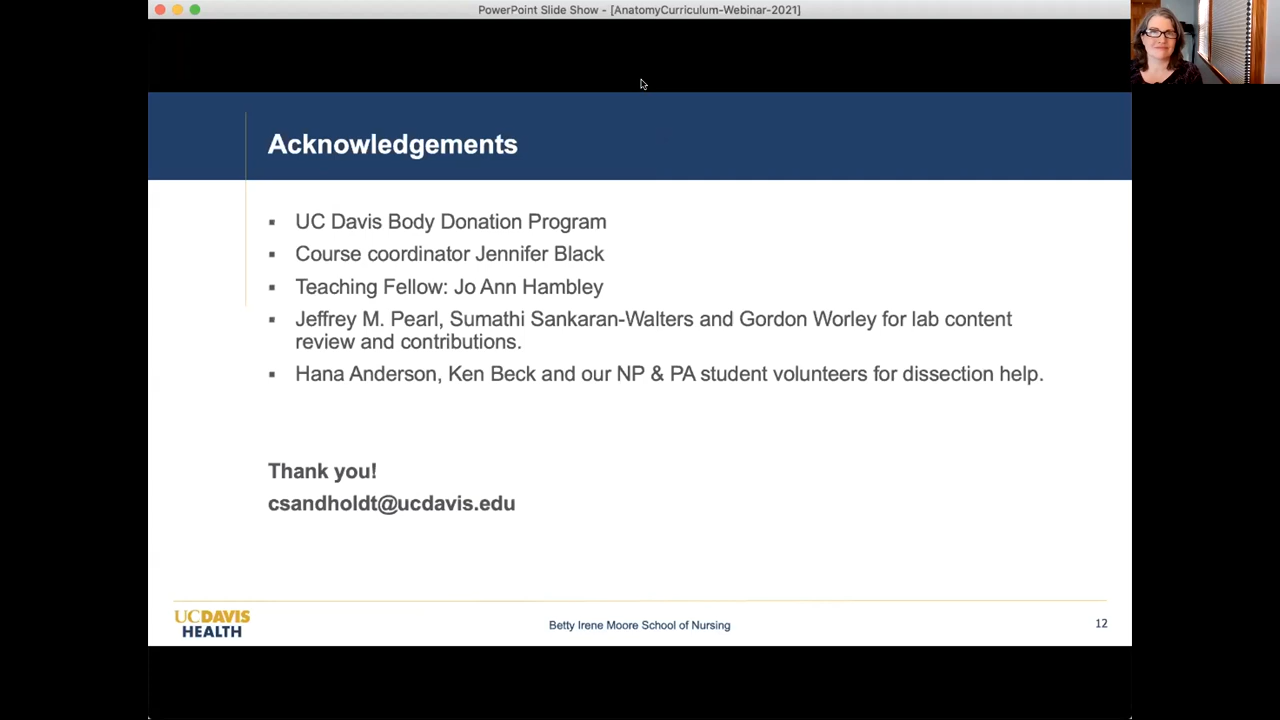 PowerPoint Slide Show - [AnatomyCurriculum-Webinar-2021]
Acknowledgements
▪ UC Davis Body Donation Program
▪ Course coordinator Jennifer Black
▪ Teaching Fellow: Jo Ann Hambley
▪ Jeffrey M. Pearl, Sumathi Sankaran-Walters and Gordon Worley for lab content
review and contributions.
▪ Hana Anderson, Ken Beck and our NP & PA student volunteers for dissection help.
Thank you!
csandholdt@ucdavis.edu
UCDAVIS
HEALTH
Betty Irene Moore School of Nursing
12